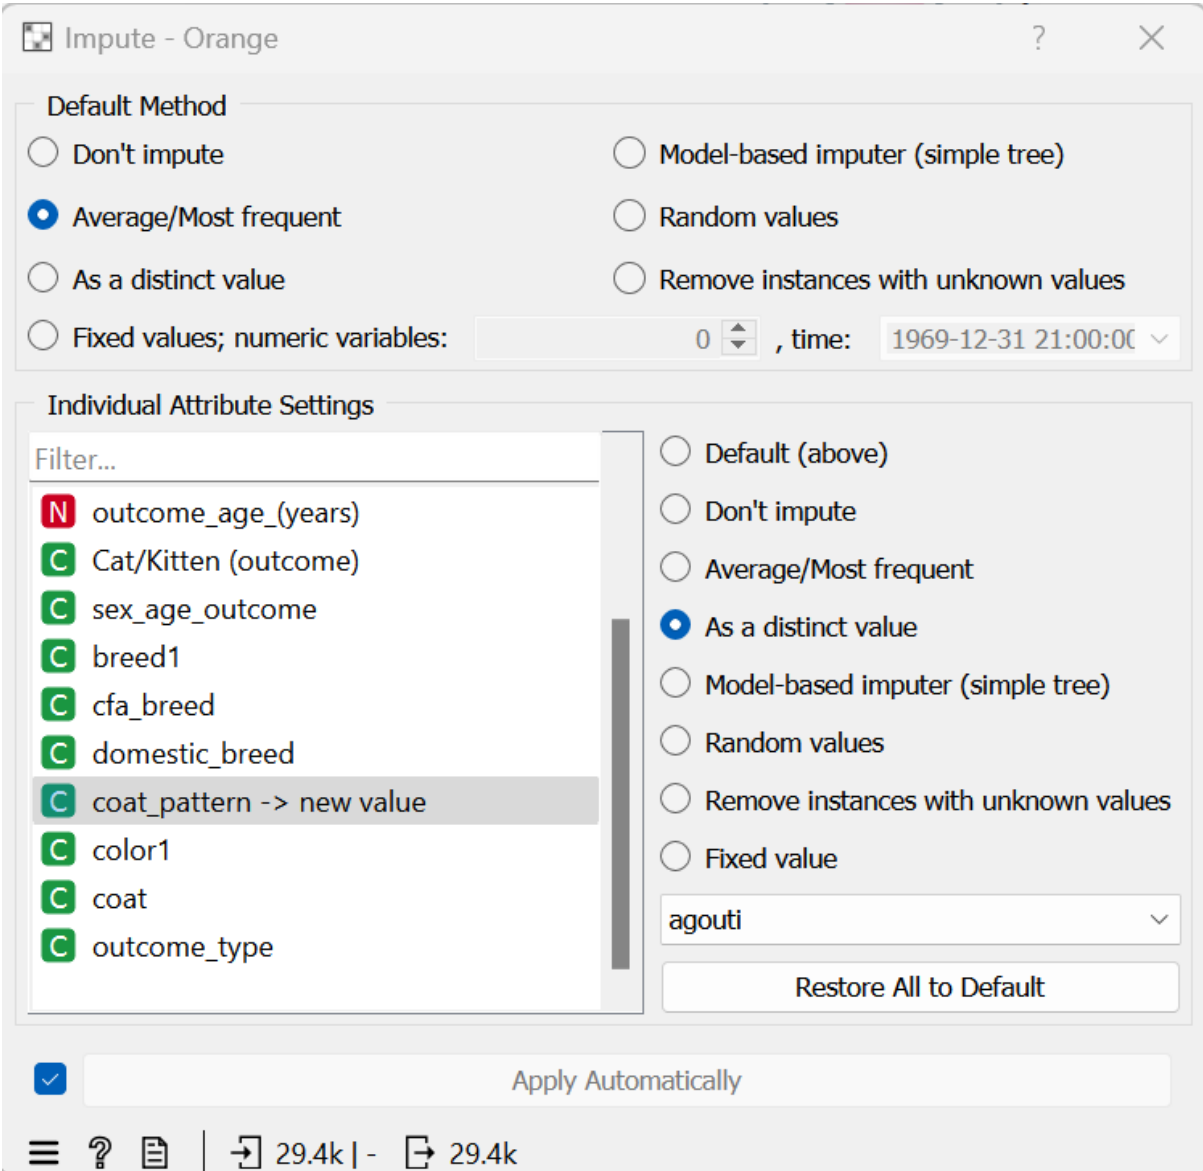 Impute - Orange ?
Default Method
Don't impute
Model-based imputer (simple tree)
Average/Most frequent
Random values
As a distinct value
Remove instances with unknown values
Fixed values; numeric variables: 0 , time: 1969-12-31 21:00:00
Individual Attribute Settings
Filter...
N outcome_age_(years)
C Cat/Kitten (outcome)
C sex_age_outcome
C breed1
C cfa_breed
C domestic_breed
C coat_pattern -> new value
C color1
C coat
C outcome_type
Default (above)
Don't impute
Average/Most frequent
As a distinct value
Model-based imputer (simple tree)
Random values
Remove instances with unknown values
Fixed value
agouti
Restore All to Default
Apply Automatically
? 29.4k | - 29.4k